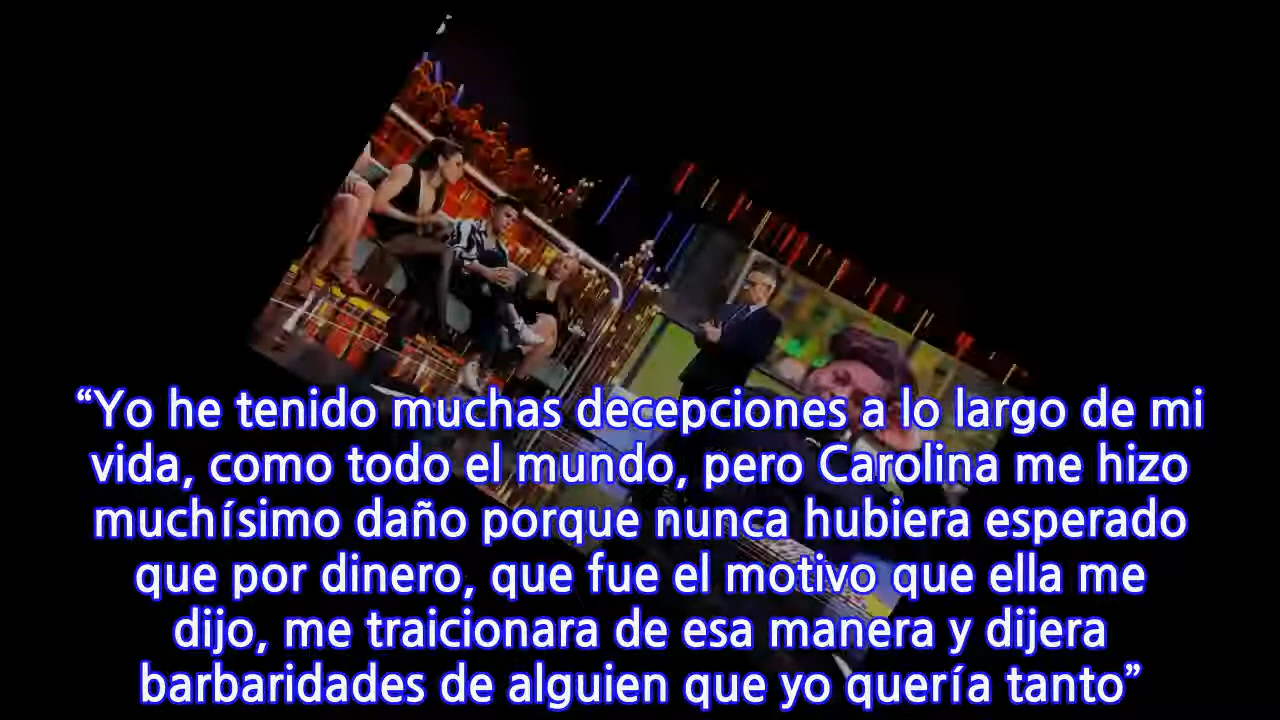 “Yo he tenido muchas decepciones a lo largo de mi
vida, como todo el mundo, pero Carolina me hizo
muchísimo daño porque nunca hubiera esperado
que por dinero, que fue el motivo que ella me
dijo, me traicionara de esa manera y dijera
barbaridades de alguien que yo quería tanto”